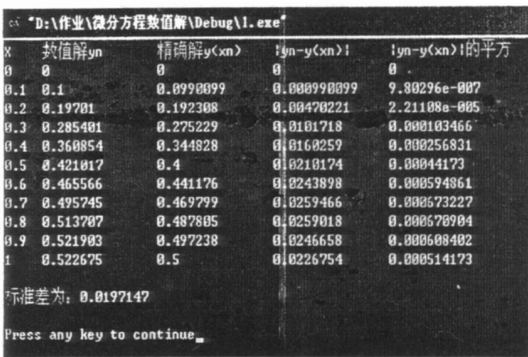 "D:\作业\微分方程数值解\Debug\1.exe"
X 数值解yn 精确解y(xn) |yn-y(xn)| |yn-y(xn)|的平方
0 0 0 0 0
0.1 0.1 0.0990099 0.000990099 9.80296e-007
0.2 0.19701 0.192308 0.00470221 2.21108e-005
0.3 0.285401 0.275229 0.0101718 0.000103466
0.4 0.360854 0.344828 0.0160259 0.000256831
0.5 0.421017 0.4 0.0210174 0.00044173
0.6 0.465566 0.441176 0.0243898 0.000594861
0.7 0.495745 0.469799 0.0259466 0.000673227
0.8 0.513707 0.487805 0.0259018 0.000670904
0.9 0.521903 0.497238 0.0246658 0.000608402
1 0.522675 0.5 0.0226754 0.000514173
标准差为: 0.0197147
Press any key to continue